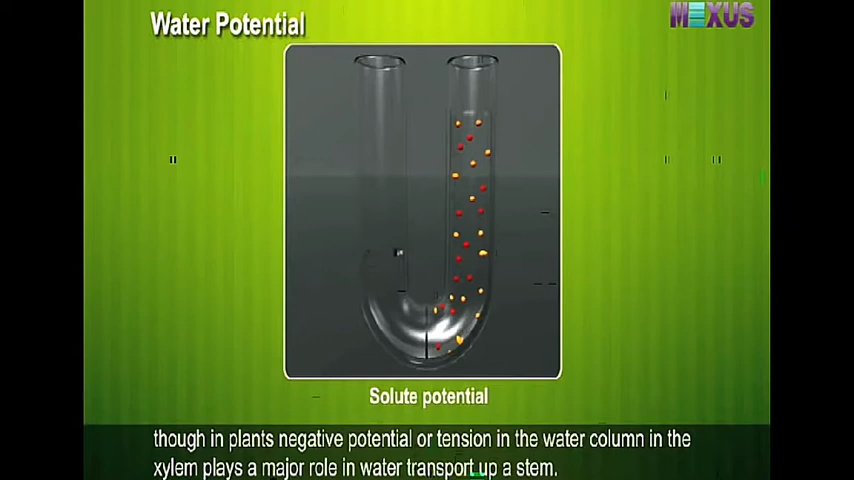 Water Potential
MEXUS
Solute potential
though in plants negative potential or tension in the water column in the
xylem plays a major role in water transport up a stem.